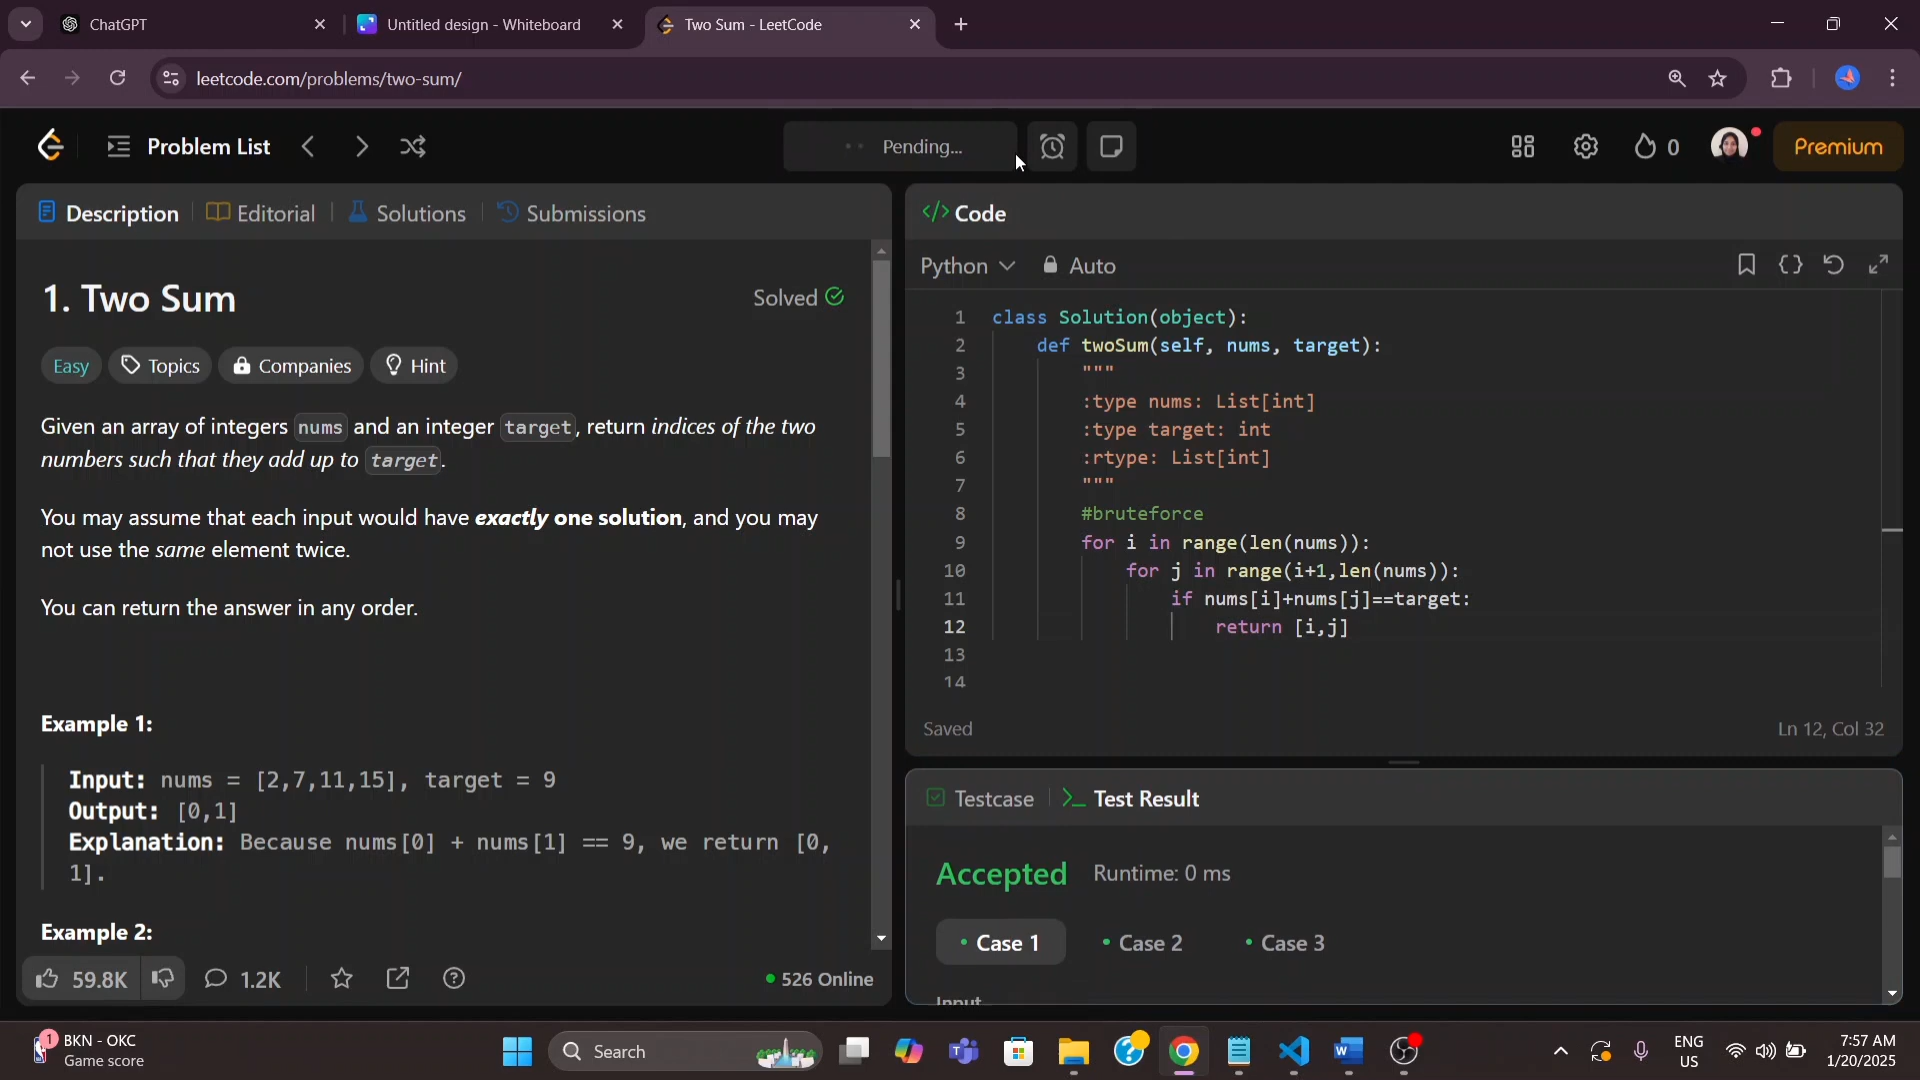 ChatGPT
Untitled design - Whiteboard
Two Sum - LeetCode
leetcode.com/problems/two-sum/
Problem List
Pending...
0
Premium
Description
Editorial
Solutions
Submissions
1. Two Sum
Solved
Easy
Topics
Companies
Hint
Given an array of integers nums and an integer target, return indices of the two
numbers such that they add up to target.
You may assume that each input would have exactly one solution, and you may
not use the same element twice.
You can return the answer in any order.
Example 1:
Input: nums = [2,7,11,15], target = 9
Output: [0,1]
Explanation: Because nums[0] + nums[1] == 9, we return [0,
1].
Example 2:
59.8K
1.2K
526 Online
</> Code
Python
Auto
1 class Solution(object):
2 def twoSum(self, nums, target):
3 """
4 :type nums: List[int]
5 :type target: int
6 :rtype: List[int]
7 """
8 #bruteforce
9 for i in range(len(nums)):
10 for j in range(i+1,len(nums)):
11 if nums[i]+nums[j]==target:
12 return [i,j]
13
14
Saved
Ln 12, Col 32
Testcase
Test Result
Accepted
Runtime: 0 ms
Case 1
Case 2
Case 3
Input
1
BKN - OKC
Game score
Search
ENG
US
7:57 AM
1/20/2025